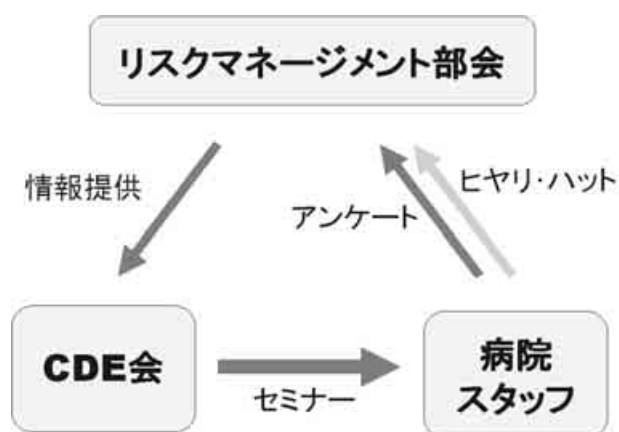 リスクマネージメント部会
情報提供
ヒヤリ・ハット
アンケート
CDE会
病院
スタッフ
セミナー